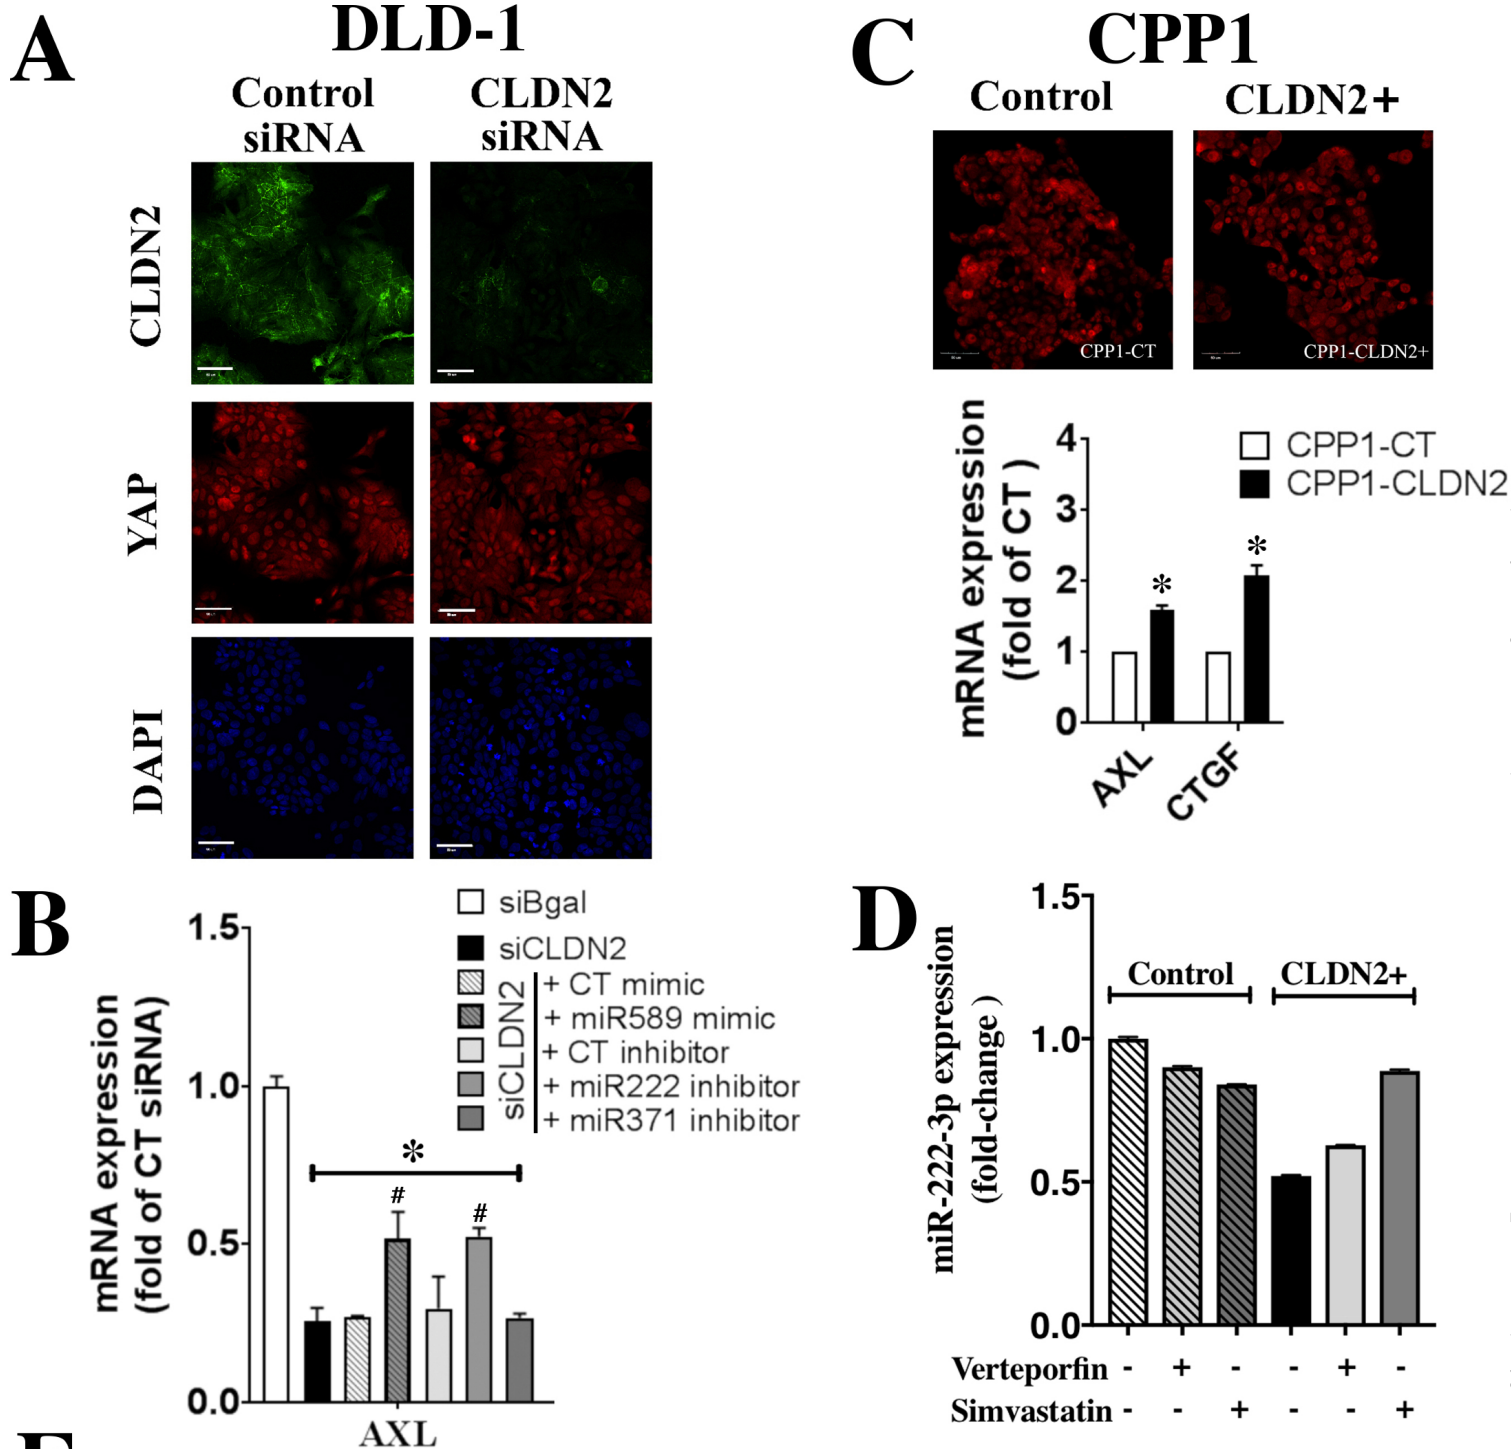 A
DLD-1
Control
siRNA
CLDN2
siRNA
CLDN2
YAP
DAPI
B
1.5
1.0
0.5
0.0
mRNA expression
(fold of CT siRNA)
siBgal
siCLDN2
siCLDN2
+ CT mimic
+ miR589 mimic
+ CT inhibitor
+ miR222 inhibitor
+ miR371 inhibitor
*
#
#
AXL
C
CPP1
Control
CLDN2+
CPP1-CT
CPP1-CLDN2+
mRNA expression
(fold of CT )
4
3
2
1
0
CPP1-CT
CPP1-CLDN2
*
*
AXL
CTGF
D
miR-222-3p expression
(fold-change )
1.5
1.0
0.5
0.0
Control
CLDN2+
Verteporfin - + - - + -
Simvastatin - - + - - +